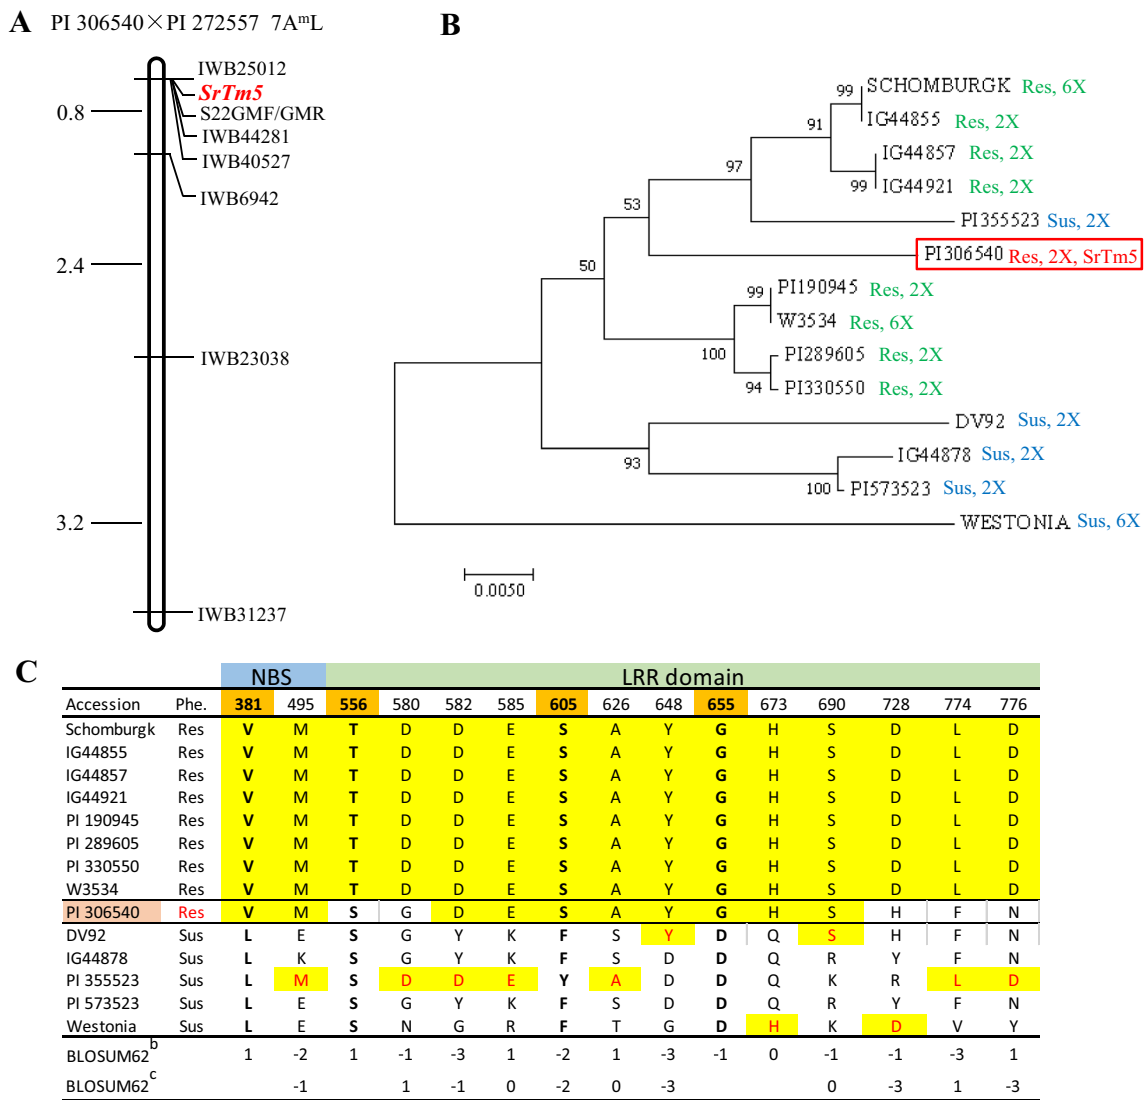 A PI 306540×PI 272557 7AᵐL
IWB25012
SrTm5
0.8
S22GMF/GMR
IWB44281
IWB40527
IWB6942
2.4
IWB23038
3.2
IWB31237
B
99 SCHOMBURGK Res, 6X
IG44855 Res, 2X
91
IG44857 Res, 2X
99 IG44921 Res, 2X
97
PI355523 Sus, 2X
53
PI306540 Res, 2X, SrTm5
50
99 PI190945 Res, 2X
W3534 Res, 6X
100
PI289605 Res, 2X
94 PI330550 Res, 2X
DV92 Sus, 2X
93
IG44878 Sus, 2X
100 PI573523 Sus, 2X
WESTONIA Sus, 6X
0.0050
C
NBS LRR domain
Accession Phe. 381 495 556 580 582 585 605 626 648 655 673 690 728 774 776
Schomburgk Res V M T D D E S A Y G H S D L D
IG44855 Res V M T D D E S A Y G H S D L D
IG44857 Res V M T D D E S A Y G H S D L D
IG44921 Res V M T D D E S A Y G H S D L D
PI 190945 Res V M T D D E S A Y G H S D L D
PI 289605 Res V M T D D E S A Y G H S D L D
PI 330550 Res V M T D D E S A Y G H S D L D
W3534 Res V M T D D E S A Y G H S D L D
PI 306540 Res V M S G D E S A Y G H S H F N
DV92 Sus L E S G Y K F S Y D Q S H F N
IG44878 Sus L K S G Y K F S D D Q R Y F N
PI 355523 Sus L M S D D E Y A D D Q K R L D
PI 573523 Sus L E S G Y K F S D D Q R Y F N
Westonia Sus L E S N G R F T G D H K D V Y
BLOSUM62ᵇ 1 -2 1 -1 -3 1 -2 1 -3 -1 0 -1 -1 -3 1
BLOSUM62ᶜ -1 1 -1 0 -2 0 -3 0 -3 1 -3